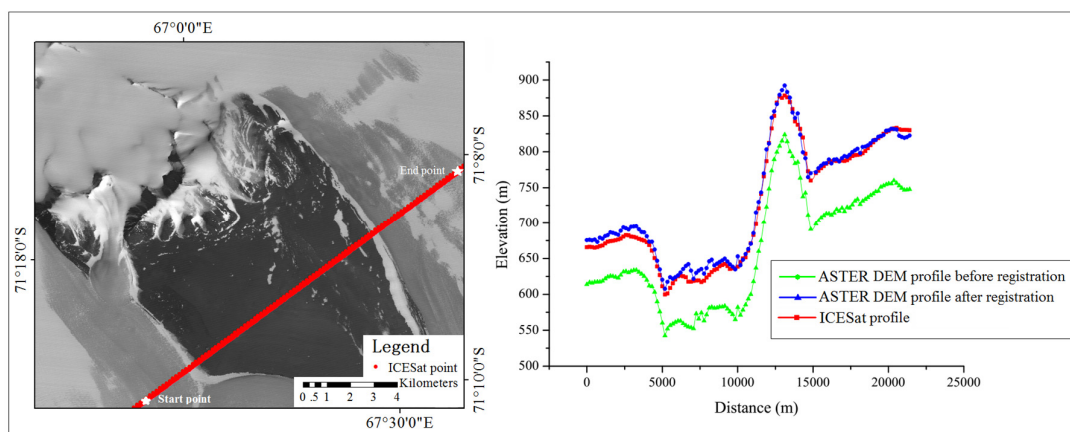 67°0'0"E
End point
71°8'0"S
71°18'0"S
Legend
ICESat point
Kilometers
0 .5 1 2 3 4
Start point
71°10'0"S
67°30'0"E
Elevation (m)
900
850
800
750
700
650
600
550
500
ASTER DEM profile before registration
ASTER DEM profile after registration
ICESat profile
0 5000 10000 15000 20000 25000
Distance (m)